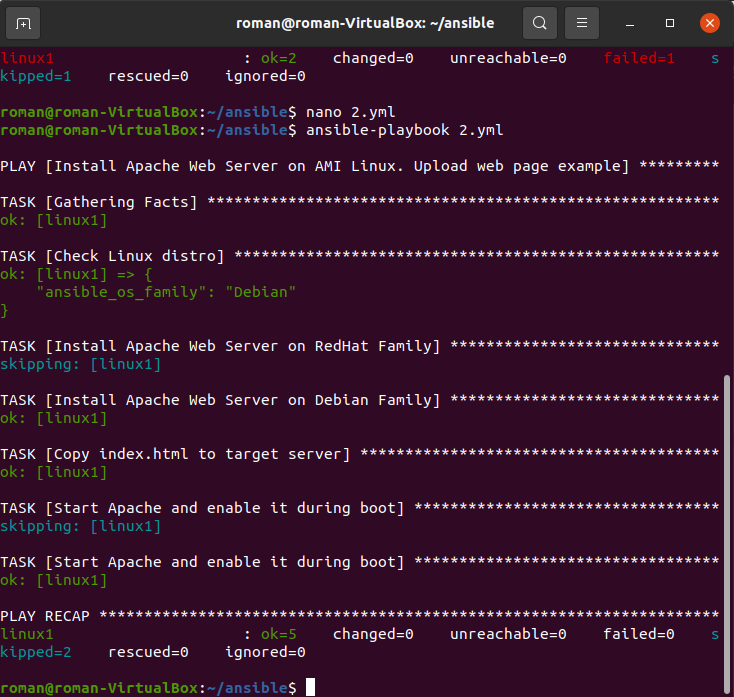 roman@roman-VirtualBox: ~/ansible
linux1                     : ok=2    changed=0    unreachable=0    failed=1    s
kipped=1    rescued=0    ignored=0
roman@roman-VirtualBox:~/ansible$ nano 2.yml
roman@roman-VirtualBox:~/ansible$ ansible-playbook 2.yml
PLAY [Install Apache Web Server on AMI Linux. Upload web page example] *********
TASK [Gathering Facts] *********************************************************
ok: [linux1]
TASK [Check Linux distro] ******************************************************
ok: [linux1] => {
    "ansible_os_family": "Debian"
}
TASK [Install Apache Web Server on RedHat Family] ******************************
skipping: [linux1]
TASK [Install Apache Web Server on Debian Family] ******************************
ok: [linux1]
TASK [Copy index.html to target server] ****************************************
ok: [linux1]
TASK [Start Apache and enable it during boot] **********************************
skipping: [linux1]
TASK [Start Apache and enable it during boot] **********************************
ok: [linux1]
PLAY RECAP *********************************************************************
linux1                     : ok=5    changed=0    unreachable=0    failed=0    s
kipped=2    rescued=0    ignored=0
roman@roman-VirtualBox:~/ansible$